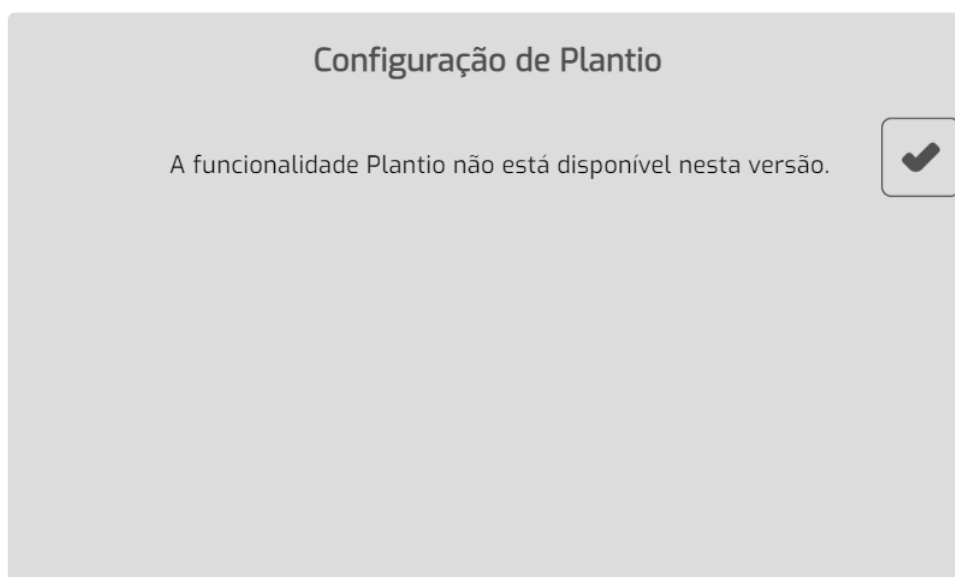 Configuração de Plantio
A funcionalidade Plantio não está disponível nesta versão.